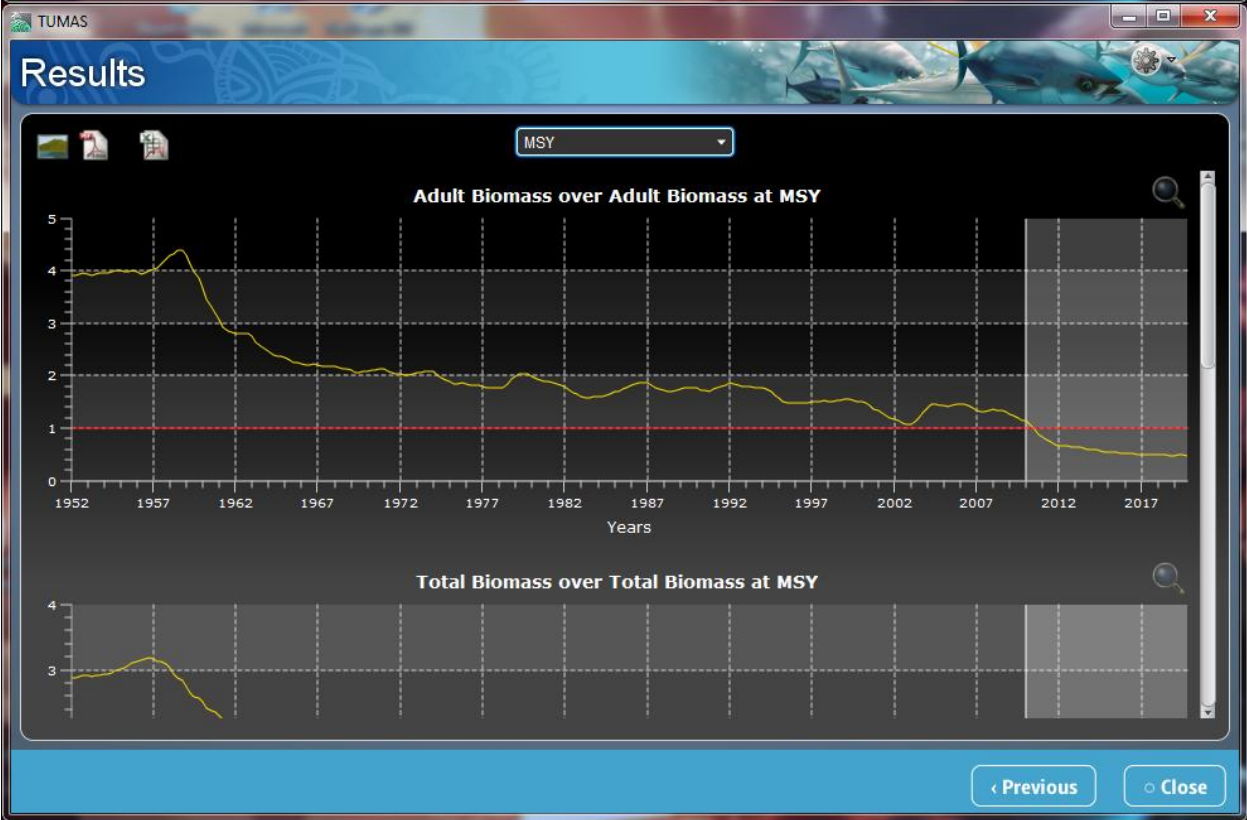 TUMAS
Results
MSY
Adult Biomass over Adult Biomass at MSY
5
4
3
2
1
0
1952 1957 1962 1967 1972 1977 1982 1987 1992 1997 2002 2007 2012 2017
Years
Total Biomass over Total Biomass at MSY
4
3
‹ Previous ○ Close